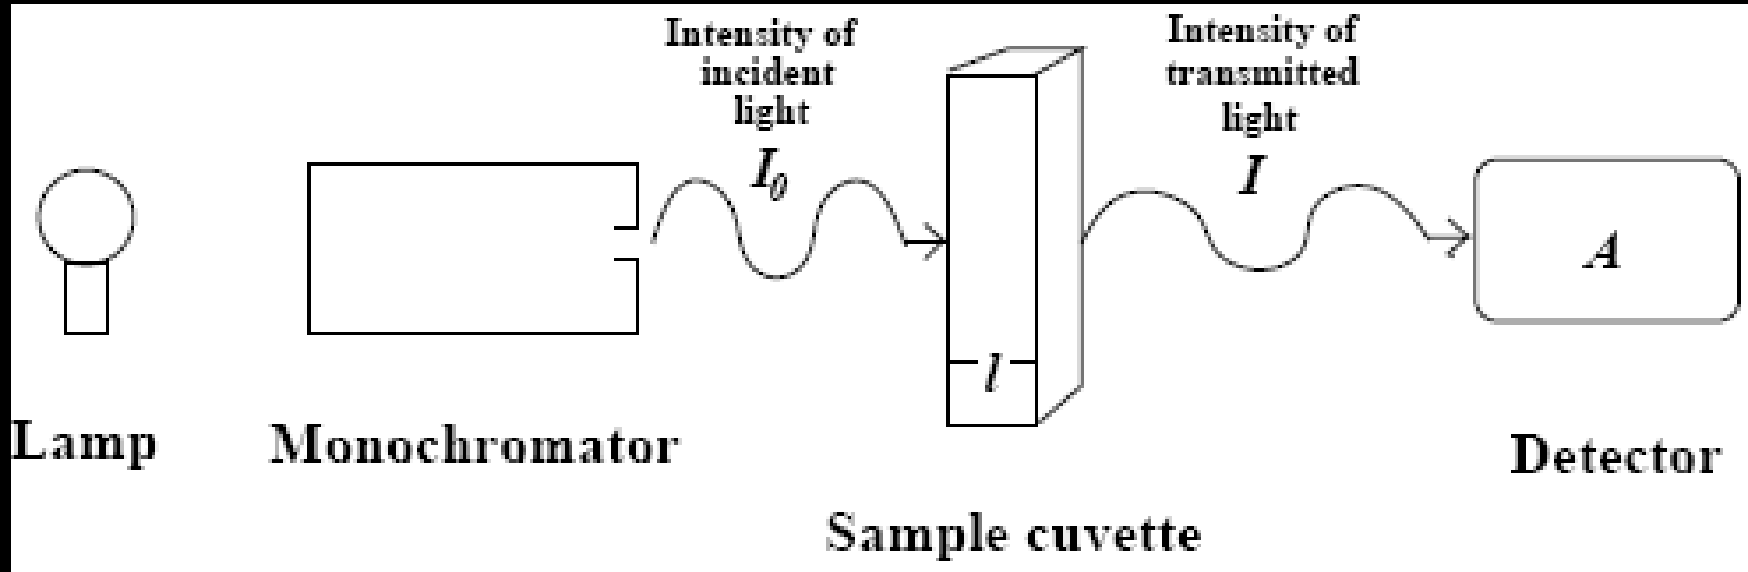 Intensity of
incident
light
I0
Intensity of
transmitted
light
I
A
l
Lamp
Monochromator
Detector
Sample cuvette